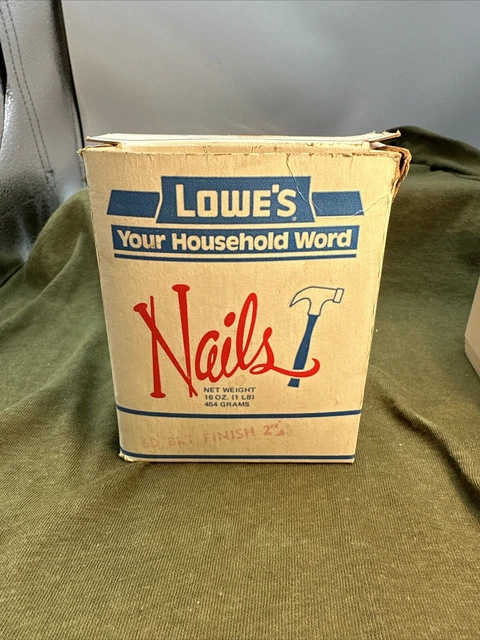 LOWE'S
Your Household Word
Nails
NET WEIGHT
16 OZ. (1 LB)
454 GRAMS
6D BRT FINISH 2"